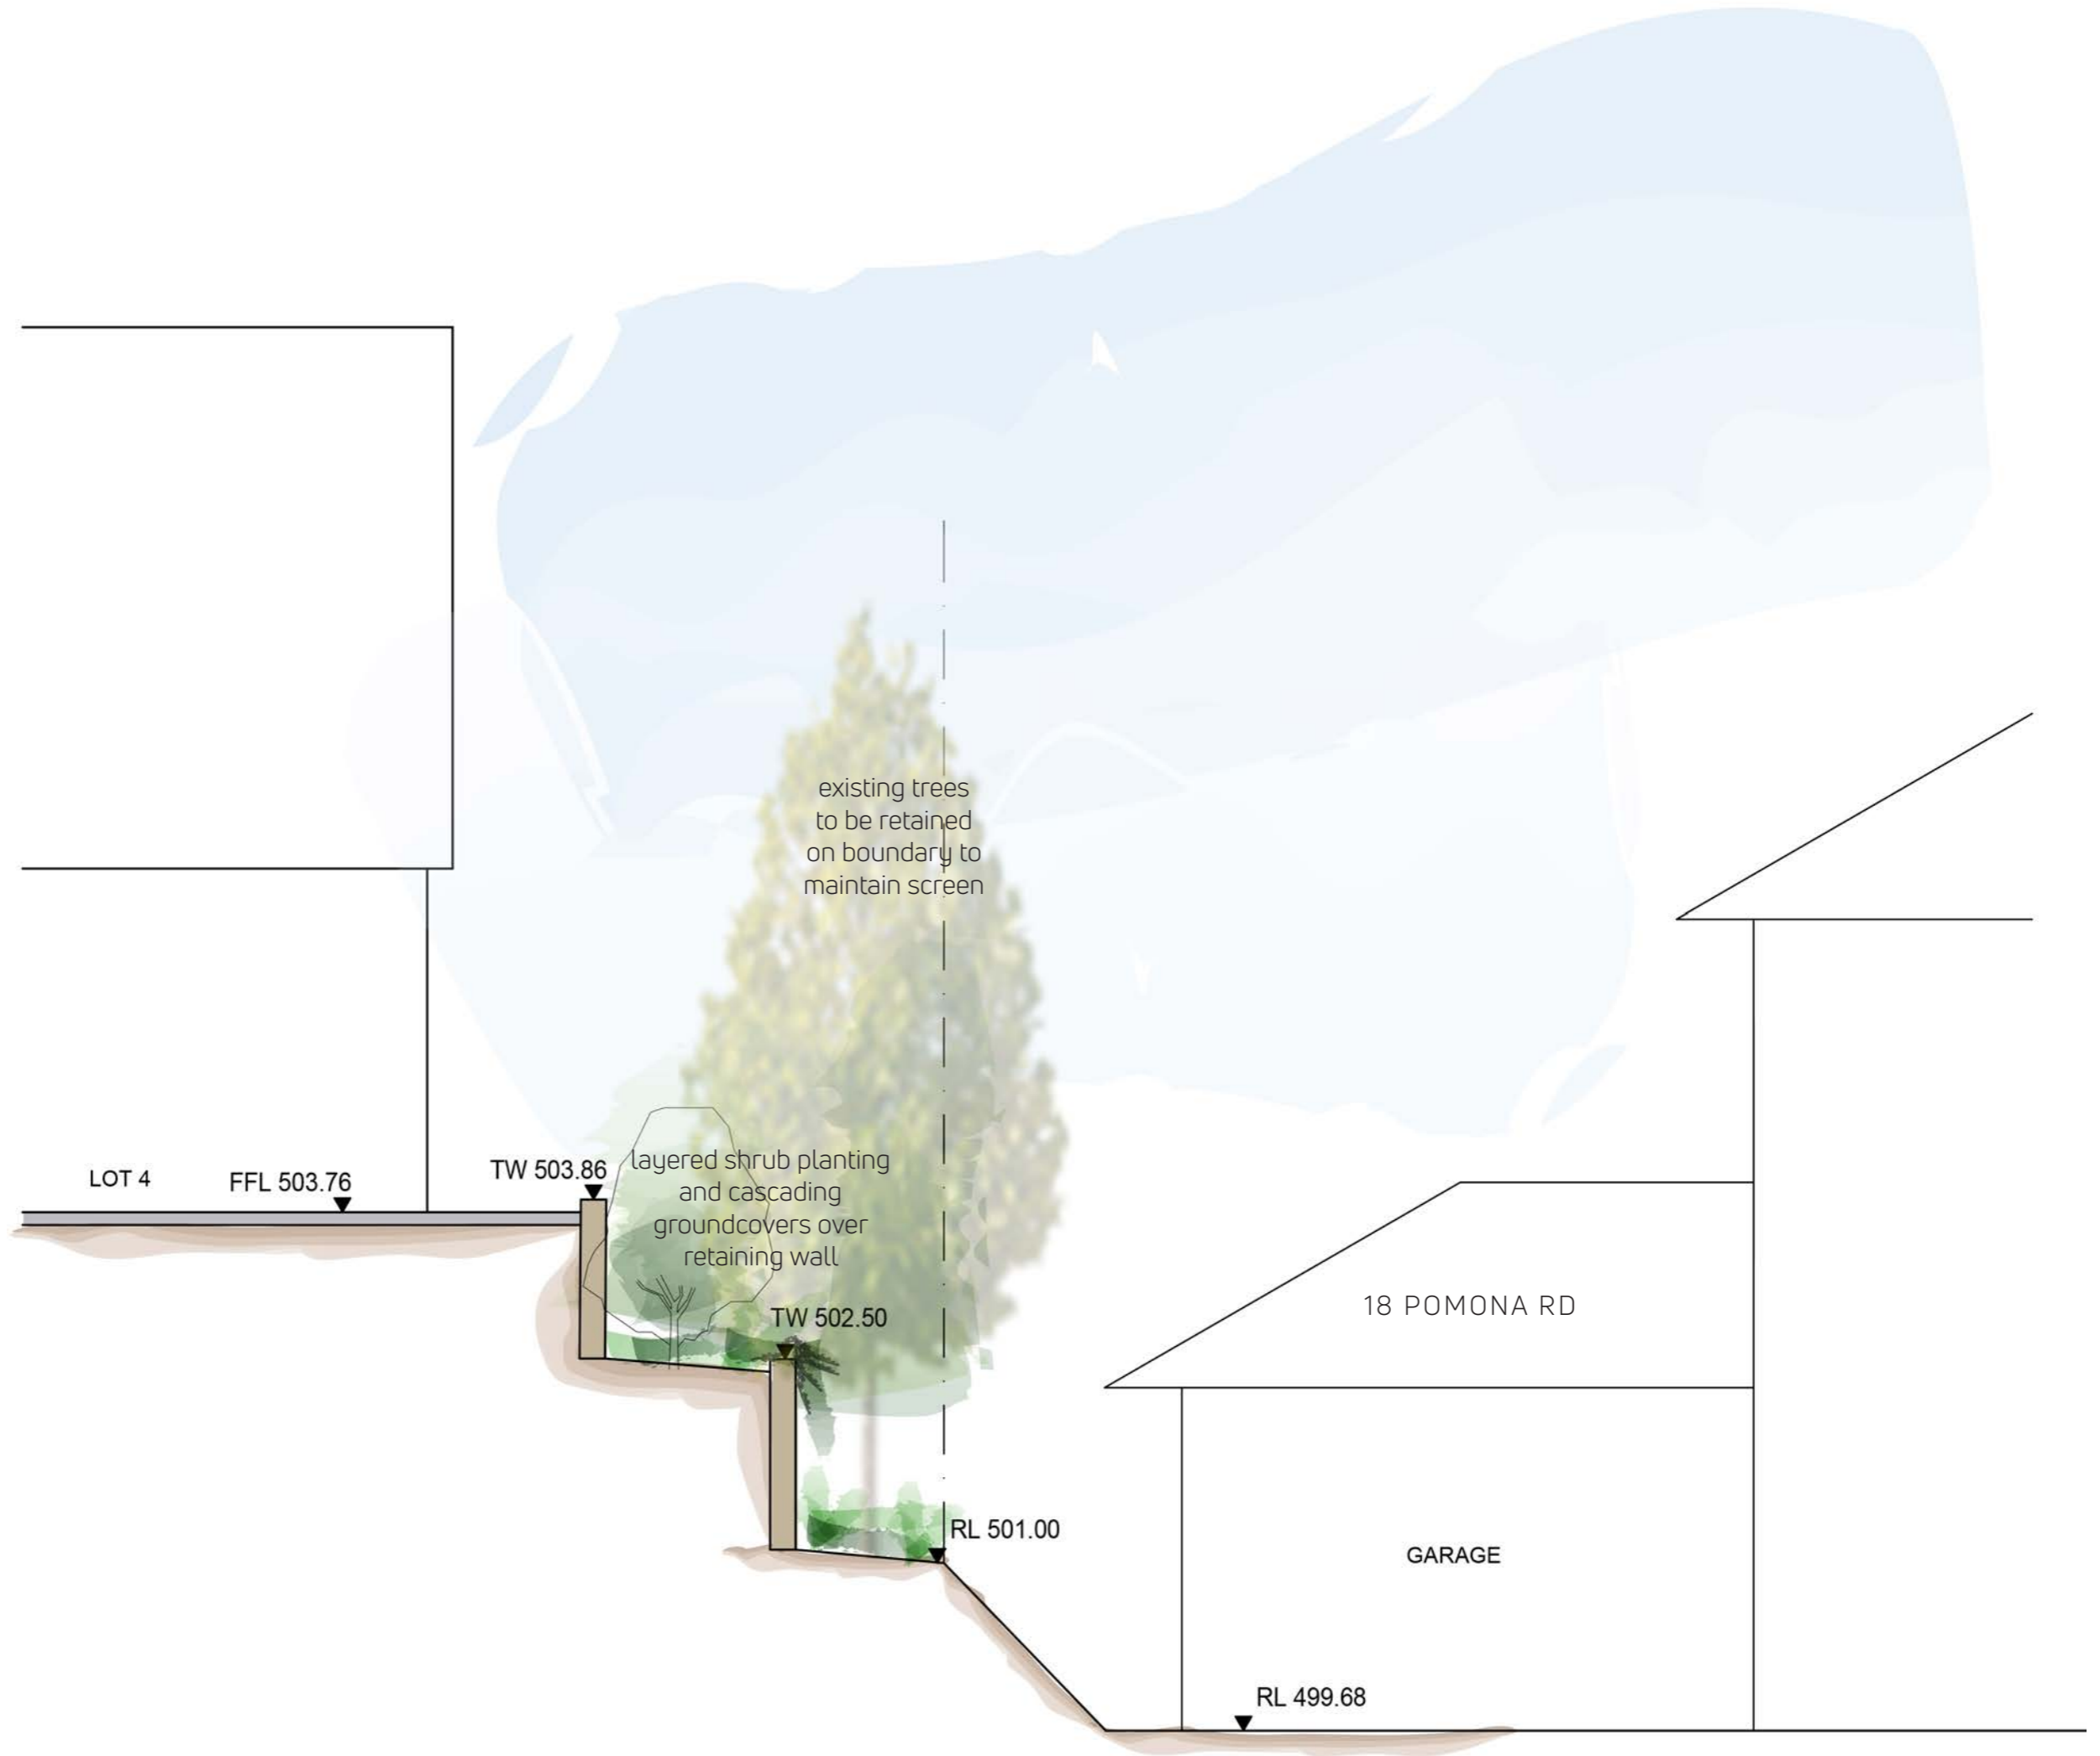 existing trees
to be retained
on boundary to
maintain screen
LOT 4
FFL 503.76
TW 503.86
layered shrub planting
and cascading
groundcovers over
retaining wall
TW 502.50
18 POMONA RD
RL 501.00
GARAGE
RL 499.68